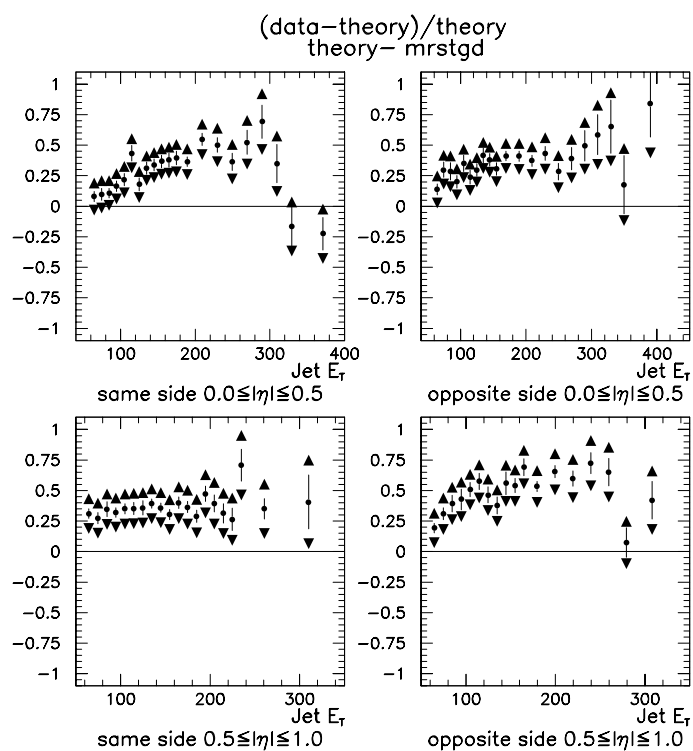 (data−theory)/theory
theory− mrstgd
1
0.75
0.5
0.25
0
−0.25
−0.5
−0.75
−1
100 200 300 400
Jet E_T
same side 0.0≤|η|≤0.5
1
0.75
0.5
0.25
0
−0.25
−0.5
−0.75
−1
100 200 300 400
Jet E_T
opposite side 0.0≤|η|≤0.5
1
0.75
0.5
0.25
0
−0.25
−0.5
−0.75
−1
100 200 300
Jet E_T
same side 0.5≤|η|≤1.0
1
0.75
0.5
0.25
0
−0.25
−0.5
−0.75
−1
100 200 300
Jet E_T
opposite side 0.5≤|η|≤1.0